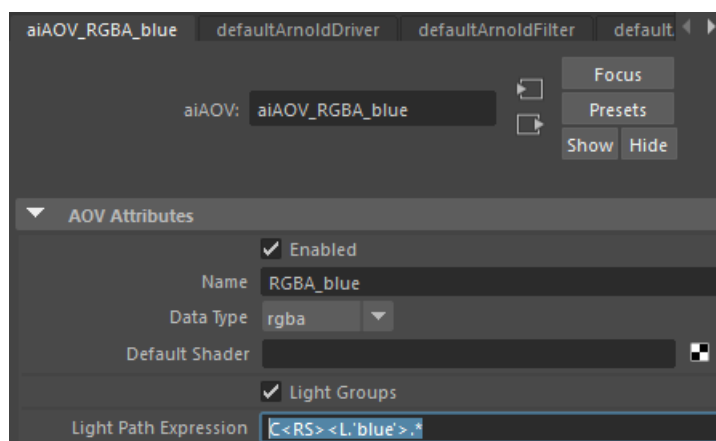 aiAOV_RGBA_blue defaultArnoldDriver defaultArnoldFilter default
Focus
aiAOV: aiAOV_RGBA_blue
Presets
Show Hide
AOV Attributes
Enabled
Name RGBA_blue
Data Type rgba
Default Shader
Light Groups
Light Path Expression C<RS><L.'blue'>.*